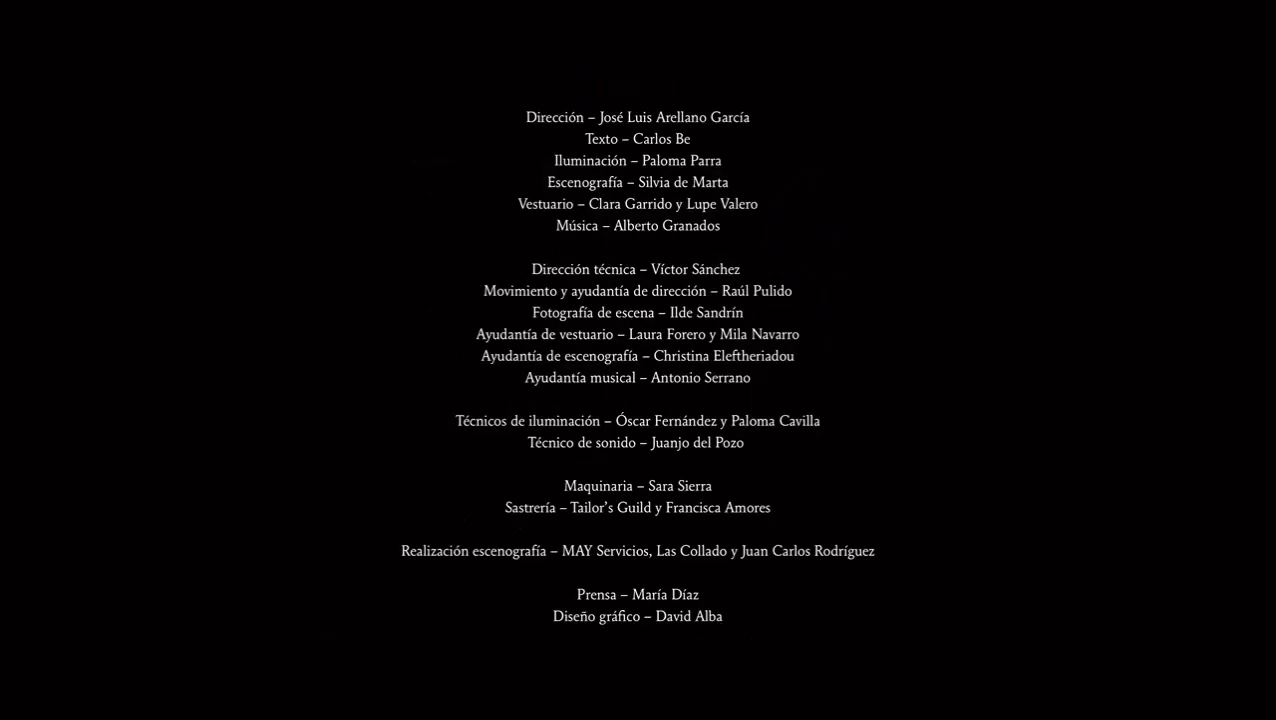 Dirección – José Luis Arellano García
Texto – Carlos Be
Iluminación – Paloma Parra
Escenografía – Silvia de Marta
Vestuario – Clara Garrido y Lupe Valero
Música – Alberto Granados
Dirección técnica – Víctor Sánchez
Movimiento y ayudantía de dirección – Raúl Pulido
Fotografía de escena – Ilde Sandrín
Ayudantía de vestuario – Laura Forero y Mila Navarro
Ayudantía de escenografía – Christina Eleftheriadou
Ayudantía musical – Antonio Serrano
Técnicos de iluminación – Óscar Fernández y Paloma Cavilla
Técnico de sonido – Juanjo del Pozo
Maquinaria – Sara Sierra
Sastrería – Tailor’s Guild y Francisca Amores
Realización escenografía – MAY Servicios, Las Collado y Juan Carlos Rodríguez
Prensa – María Díaz
Diseño gráfico – David Alba